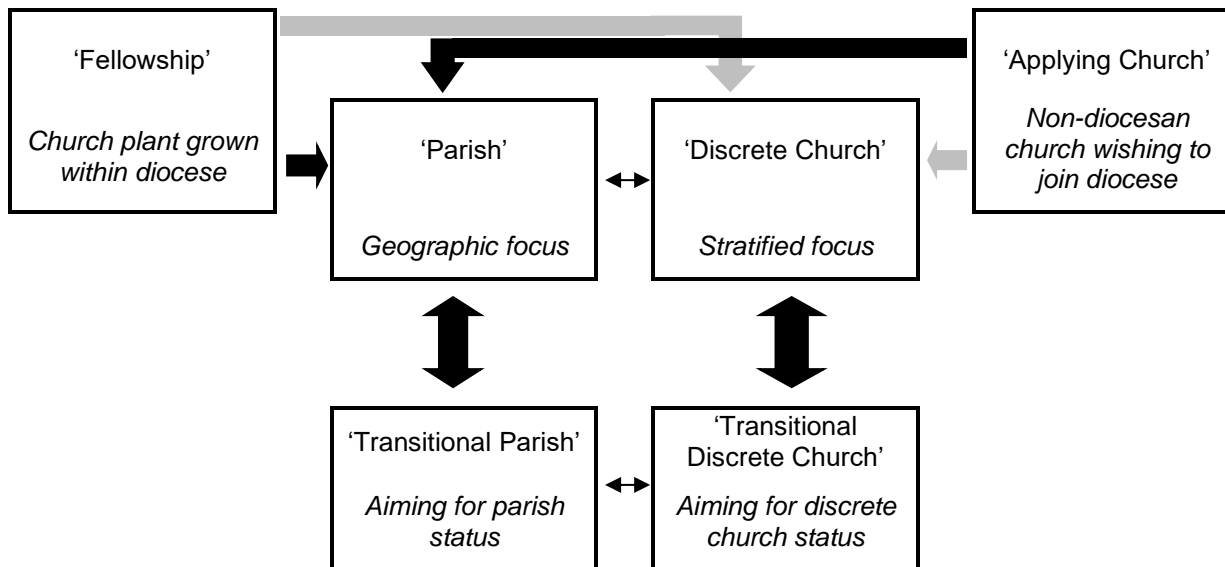 ‘Fellowship’
Church plant grown
within diocese
‘Parish’
Geographic focus
‘Discrete Church’
Stratified focus
‘Applying Church’
Non-diocesan
church wishing to
join diocese
‘Transitional Parish’
Aiming for parish
status
‘Transitional
Discrete Church’
Aiming for discrete
church status